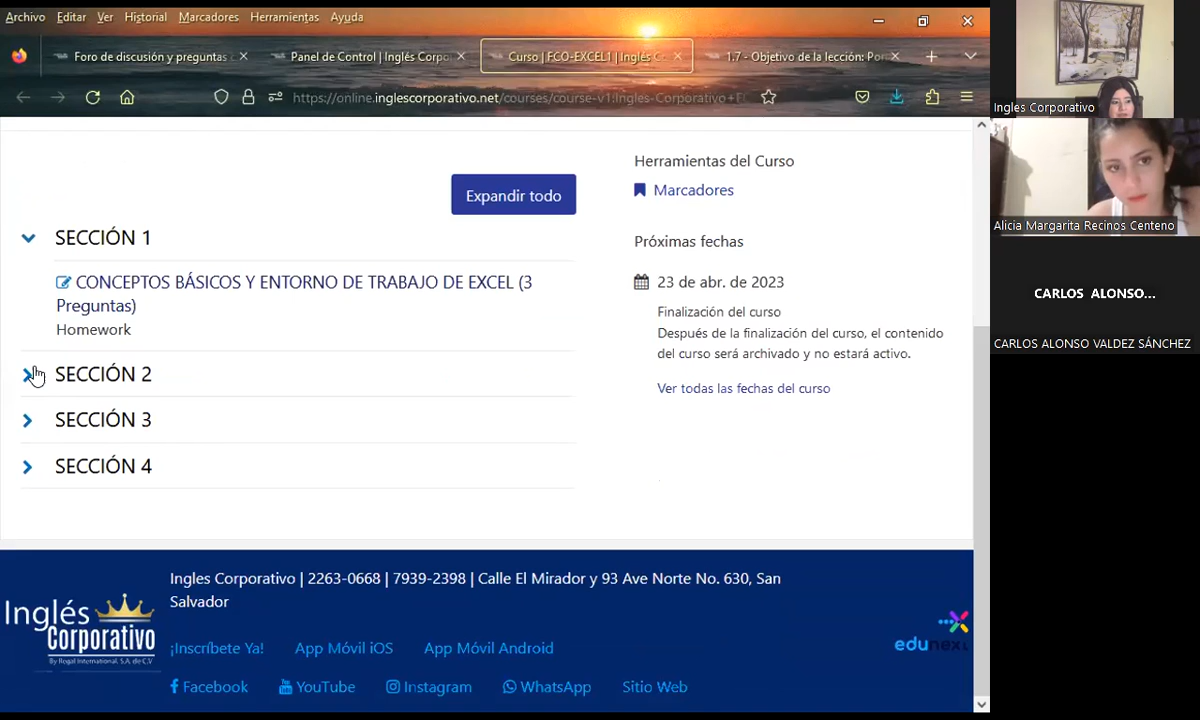 Archivo Editar Ver Historial Marcadores Herramientas Ayuda
Foro de discusión y preguntas
Panel de Control | Inglés Corpo
Curso | FCO-EXCEL1 | Inglés C
1.7 - Objetivo de la lección: Por
https://online.inglescorporativo.net/courses/course-v1:Ingles-Corporativo+F
Expandir todo
SECCIÓN 1
CONCEPTOS BÁSICOS Y ENTORNO DE TRABAJO DE EXCEL (3
Preguntas)
Homework
SECCIÓN 2
SECCIÓN 3
SECCIÓN 4
Herramientas del Curso
Marcadores
Próximas fechas
23 de abr. de 2023
Finalización del curso
Después de la finalización del curso, el contenido
del curso será archivado y no estará activo.
Ver todas las fechas del curso
Inglés
Corporativo
By Regal International, S.A. de C.V
Ingles Corporativo | 2263-0668 | 7939-2398 | Calle El Mirador y 93 Ave Norte No. 630, San
Salvador
¡Inscríbete Ya! App Móvil iOS App Móvil Android
Facebook YouTube Instagram WhatsApp Sitio Web
edunext
Ingles Corporativo
Alicia Margarita Recinos Centeno
CARLOS ALONSO...
CARLOS ALONSO VALDEZ SÁNCHEZ